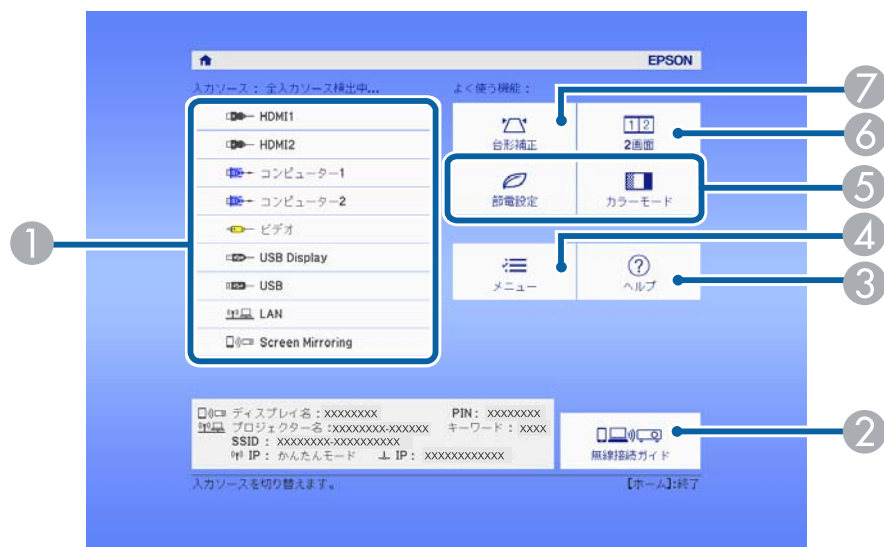 EPSON
入力ソース： 全入力ソース検出中...
よく使う機能：
HDMI1
HDMI2
コンピューター1
コンピューター2
ビデオ
USB Display
USB
LAN
Screen Mirroring
台形補正
1 2
2画面
節電設定
カラーモード
メニュー
?
ヘルプ
ディスプレイ名：XXXXXXXX PIN： XXXXXXXX
プロジェクター名：XXXXXXXX-XXXXXX キーワード： XXXX
SSID ： XXXXXXXX-XXXXXXXXXX
IP： かんたんモード IP： XXXXXXXXXXXX
無線接続ガイド
入力ソースを切り替えます。 【ホーム】:終了
1
2
3
4
5
6
7